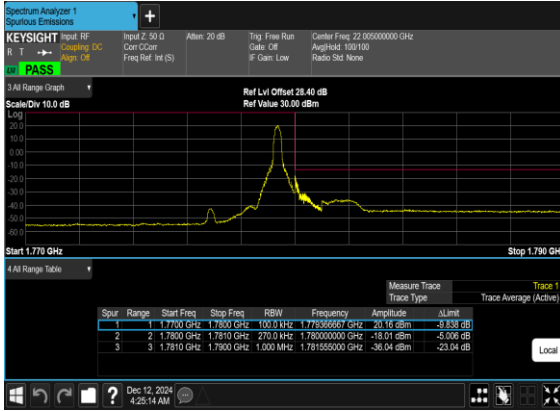 Spectrum Analyzer 1
Spurious Emissions
+
KEYSIGHT Input: RF Input Z: 50 Ω Atten: 20 dB Trig: Free Run Center Freq: 22.005000000 GHz
R T Coupling: DC Corr CCorr Gate: Off Avg|Hold: 100/100
Align: Off Freq Ref: Int (S) IF Gain: Low Radio Std: None
PASS
3 All Range Graph
Ref Lvl Offset 28.40 dB
Scale/Div 10.0 dB Ref Value 30.00 dBm
Log
20.0
10.0
0.00
-10.0
-20.0
-30.0
-40.0
-50.0
-60.0
Start 1.770 GHz Stop 1.790 GH
4 All Range Table
Measure Trace Trace 1
Trace Type Trace Average (Active)
Spur Range Start Freq Stop Freq RBW Frequency Amplitude ΔLimit
1 1 1.7700 GHz 1.7800 GHz 100.0 kHz 1.779366667 GHz 20.16 dBm -9.838 dB
2 2 1.7800 GHz 1.7810 GHz 270.0 kHz 1.780000000 GHz -18.01 dBm -5.006 dB
3 3 1.7810 GHz 1.7900 GHz 1.000 MHz 1.781555000 GHz -36.04 dBm -23.04 dB
Local
? Dec 12, 2024
4:25:14 AM